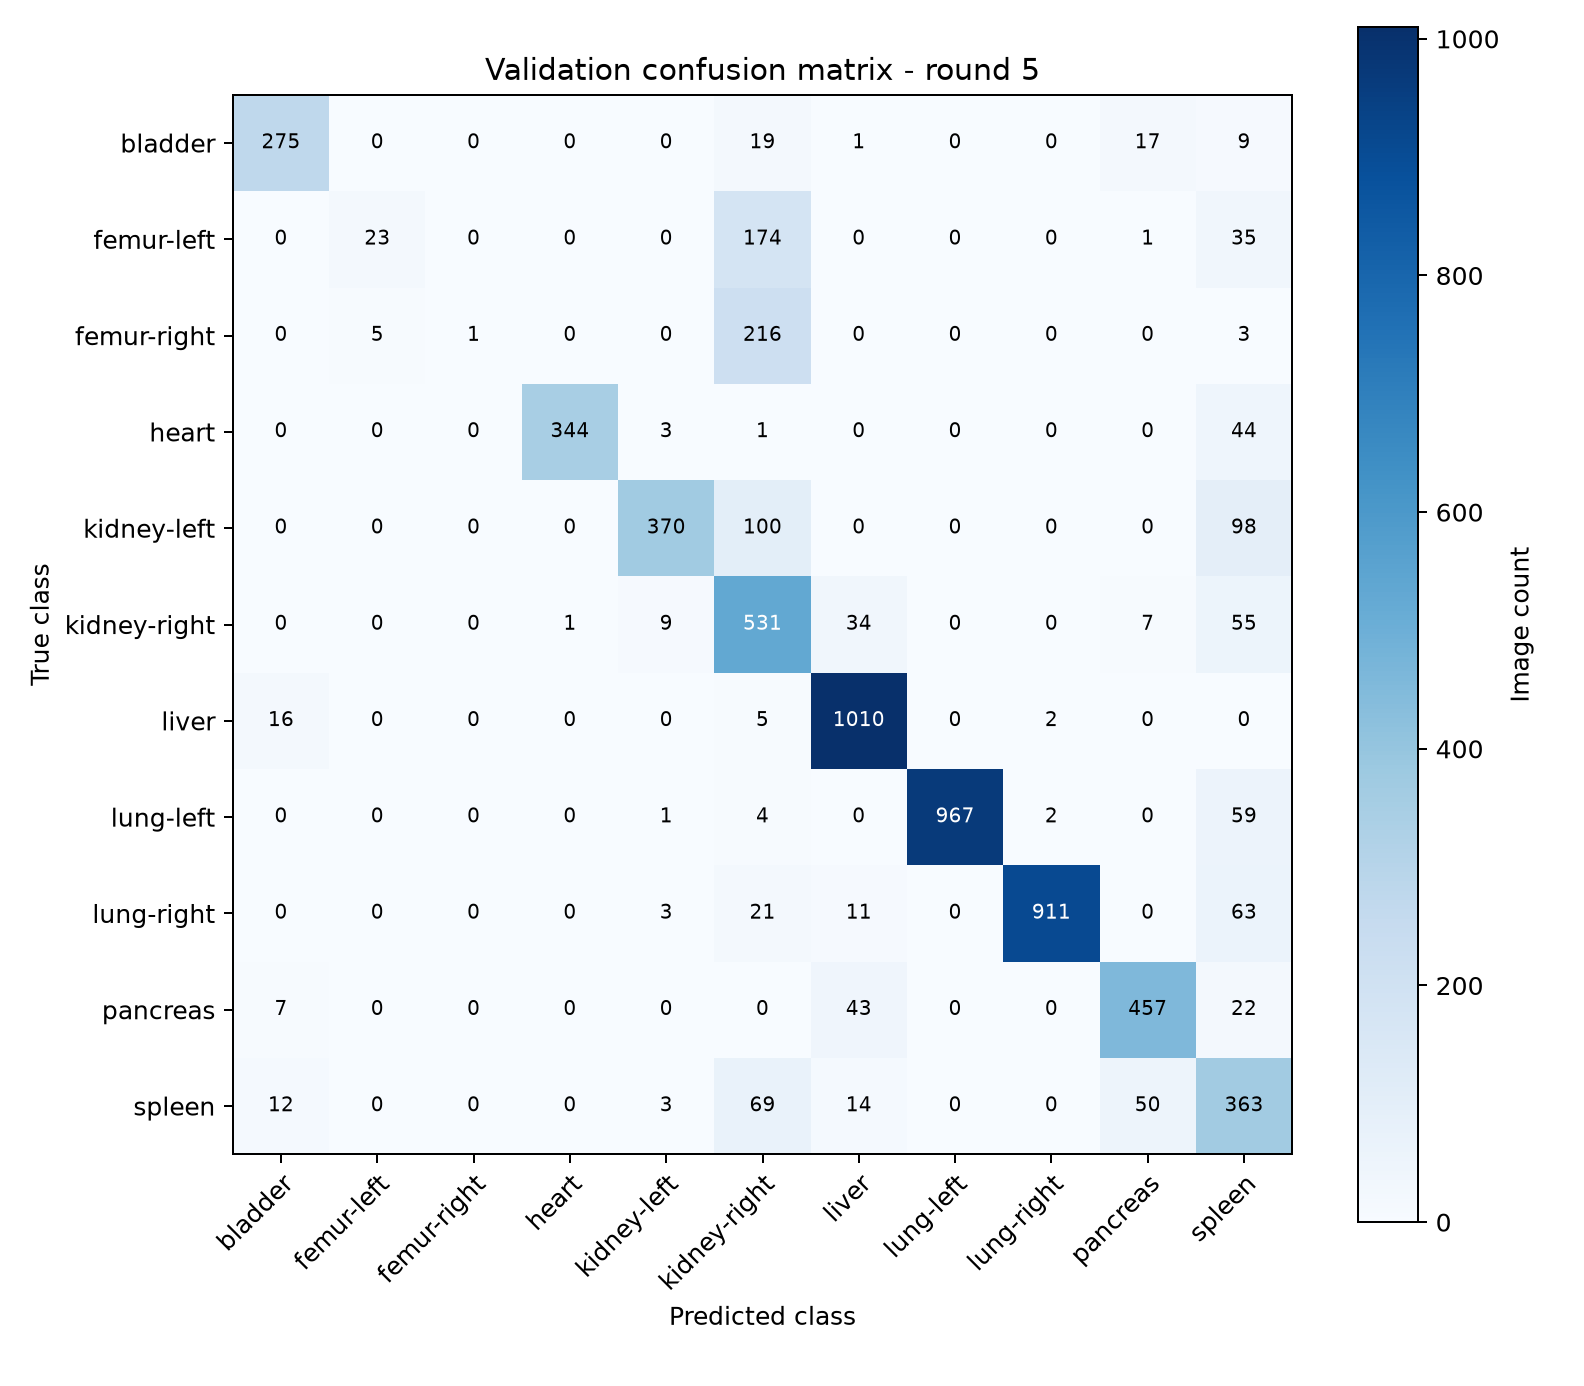 Validation confusion matrix - round 5
bladder 275 0 0 0 0 19 1 0 0 17 9
femur-left 0 23 0 0 0 174 0 0 0 1 35
femur-right 0 5 1 0 0 216 0 0 0 0 3
heart 0 0 0 344 3 1 0 0 0 0 44
kidney-left 0 0 0 0 370 100 0 0 0 0 98
kidney-right 0 0 0 1 9 531 34 0 0 7 55
liver 16 0 0 0 0 5 1010 0 2 0 0
lung-left 0 0 0 0 1 4 0 967 2 0 59
lung-right 0 0 0 0 3 21 11 0 911 0 63
pancreas 7 0 0 0 0 0 43 0 0 457 22
spleen 12 0 0 0 3 69 14 0 0 50 363
bladder femur-left femur-right heart kidney-left kidney-right liver lung-left lung-right pancreas spleen
Predicted class
True class
1000
800
600
400
200
0
Image count